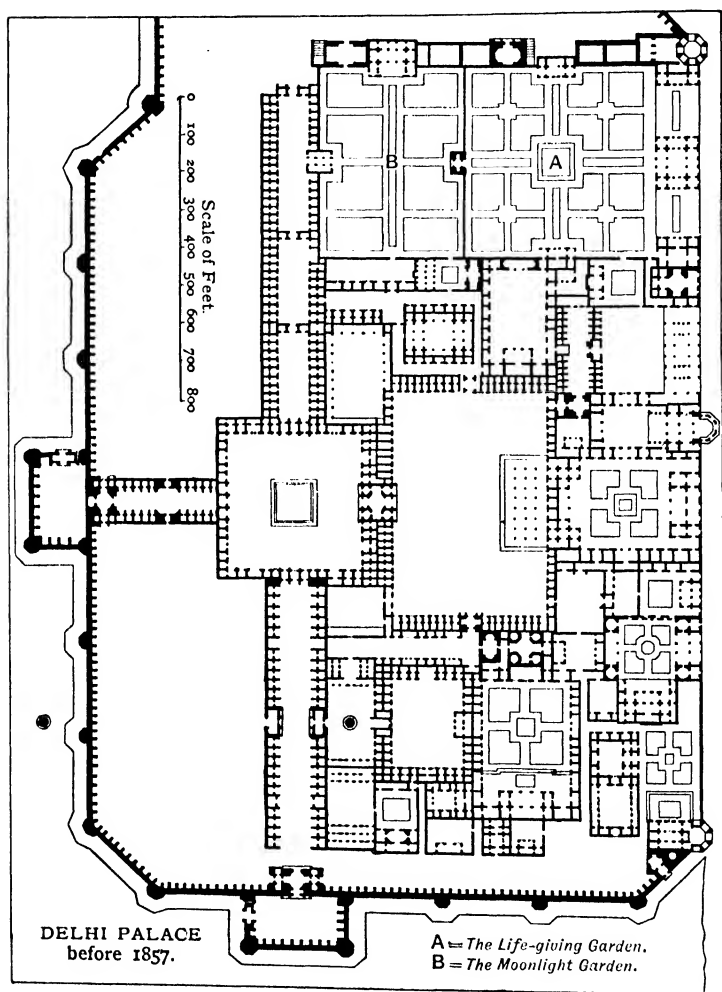 B
A
Scale of Feet.
0 100 200 300 400 500 600 700 800
DELHI PALACE
before 1857.
A = The Life-giving Garden.
B = The Moonlight Garden.